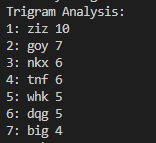 Trigram Analysis:
1: ziz 10
2: goy 7
3: nkx 6
4: tnf 6
5: whk 5
6: dqg 5
7: big 4